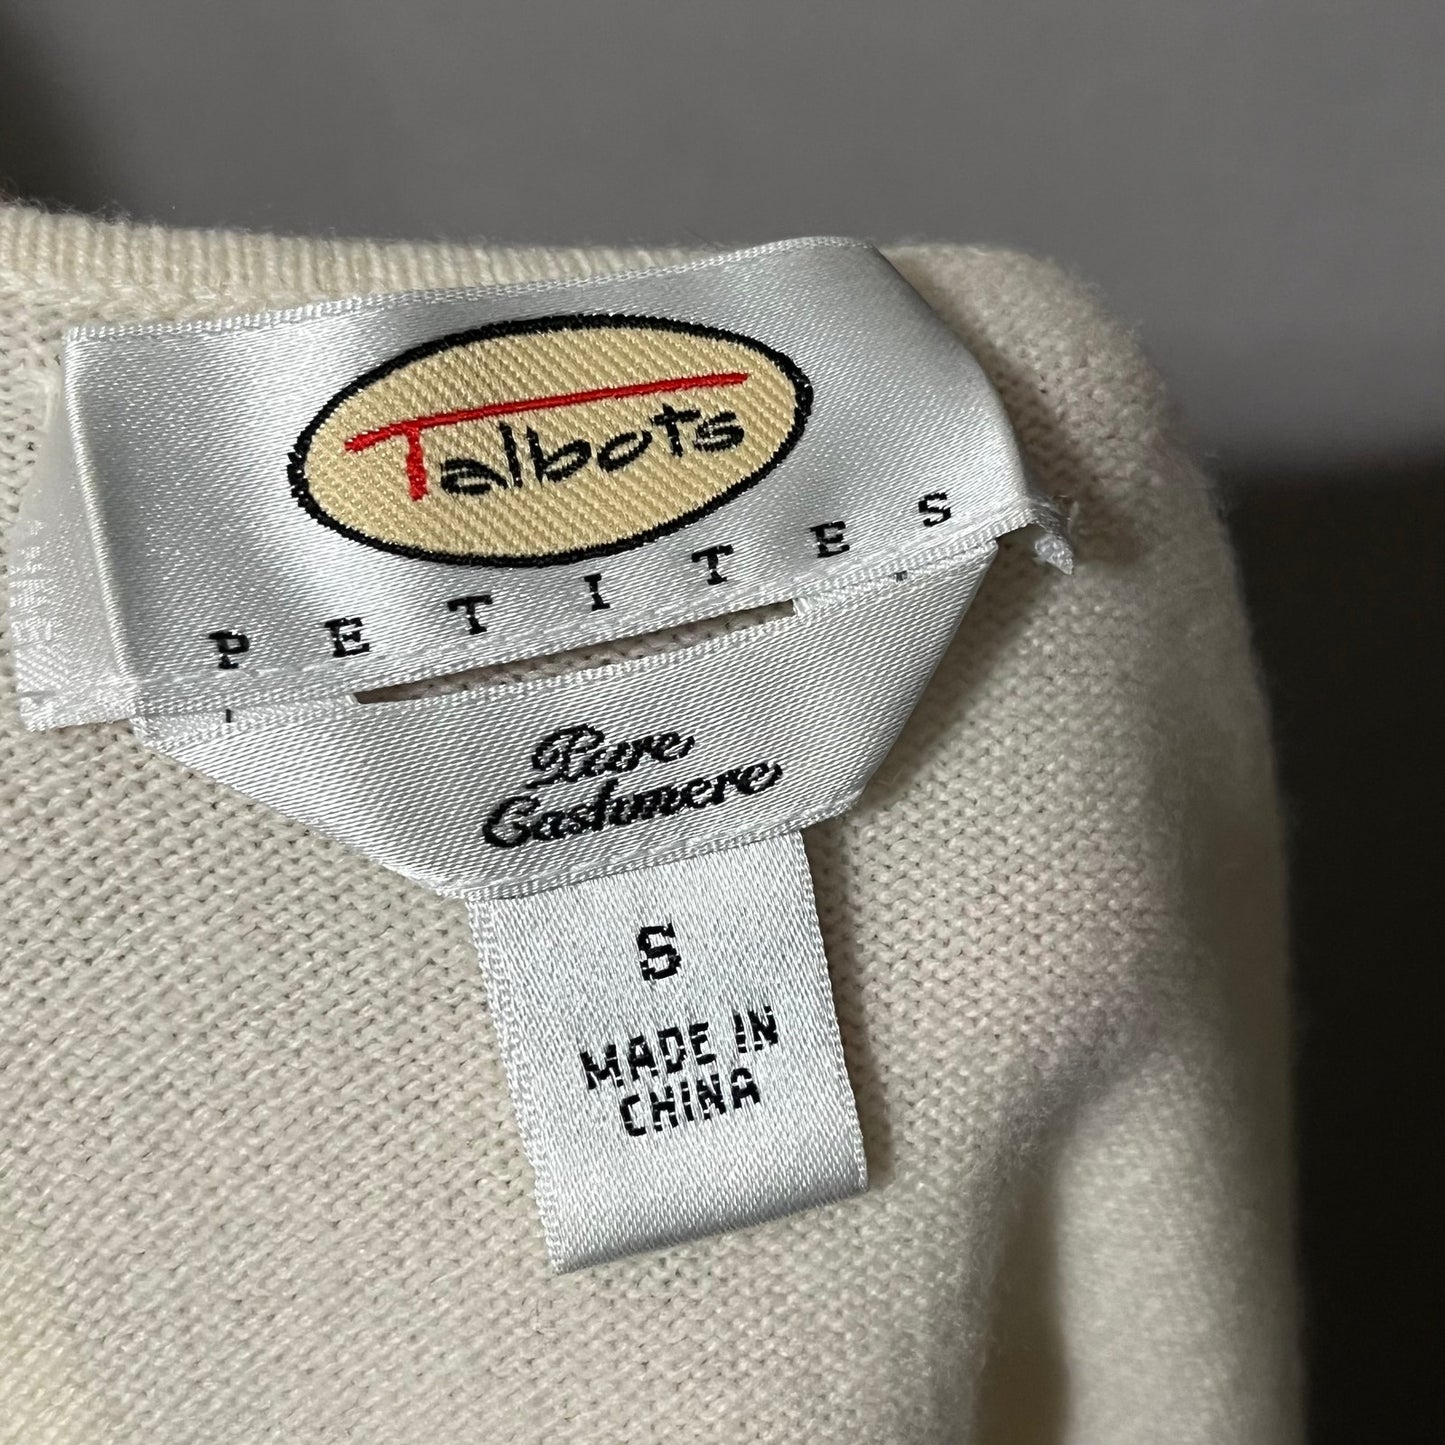 Talbots
PETITES
Pure
Cashmere
S
MADE IN
CHINA